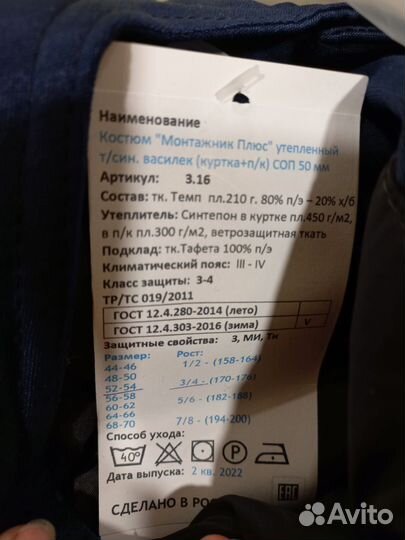 Наименование
Костюм "Монтажник Плюс" утепленный
т/син. василек (куртка+п/к) СОП 50 мм
Артикул: 3.16
Состав: тк. Темп пл.210 г. 80% п/э – 20% х/б
Утеплитель: Синтепон в куртке пл.450 г/м2,
в п/к пл.300 г/м2, ветрозащитная ткать
Подклад: тк.Тафета 100% п/э
Климатический пояс: III - IV
Класс защиты: 3-4
ТР/ТС 019/2011
ГОСТ 12.4.280-2014 (лето)
ГОСТ 12.4.303-2016 (зима) V
Защитные свойства: З, МИ, Тн
Размер: Рост:
44-46 1/2 - (158-164)
48-50
52-54 3/4 - (170-176)
56-58
60-62 5/6 - (182-188)
64-66
68-70 7/8 - (194-200)
Способ ухода:
40° P
Дата выпуска: 2 кв. 2022
СДЕЛАНО В РОС
EAC
Avito